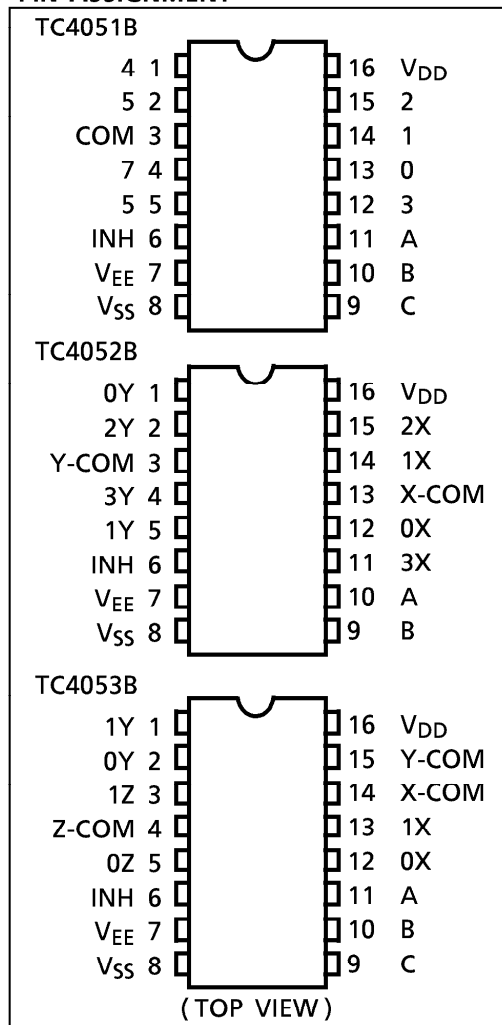 TC4051B
4 1 16 VDD
5 2 15 2
COM 3 14 1
7 4 13 0
5 5 12 3
INH 6 11 A
VEE 7 10 B
VSS 8 9 C
TC4052B
0Y 1 16 VDD
2Y 2 15 2X
Y-COM 3 14 1X
3Y 4 13 X-COM
1Y 5 12 0X
INH 6 11 3X
VEE 7 10 A
VSS 8 9 B
TC4053B
1Y 1 16 VDD
0Y 2 15 Y-COM
1Z 3 14 X-COM
Z-COM 4 13 1X
0Z 5 12 0X
INH 6 11 A
VEE 7 10 B
VSS 8 9 C
(TOP VIEW)